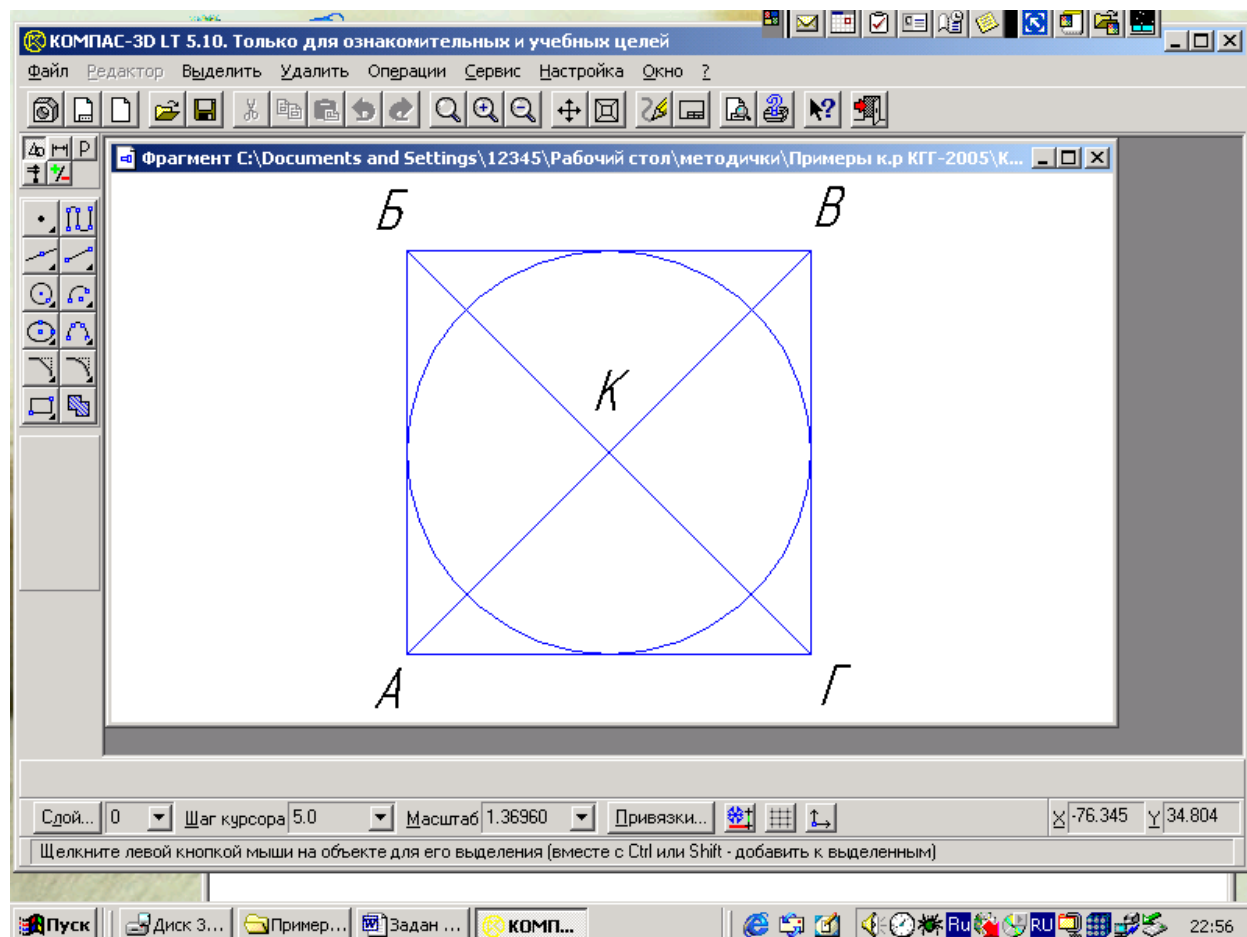 КОМПАС-3D LT 5.10. Только для ознакомительных и учебных целей
Файл Редактор Выделить Удалить Операции Сервис Настройка Окно ?
Р
Фрагмент C:\Documents and Settings\12345\Рабочий стол\методички\Примеры к.р КГГ-2005\К...
Б В
К
А Г
Слой... 0 Шаг курсора 5.0 Масштаб 1.36960 Привязки... X -76.345 Y 34.804
Щелкните левой кнопкой мыши на объекте для его выделения (вместе с Ctrl или Shift - добавить к выделенным)
Пуск Диск 3... Пример... Задан ... КОМП... Ru RU 22:56